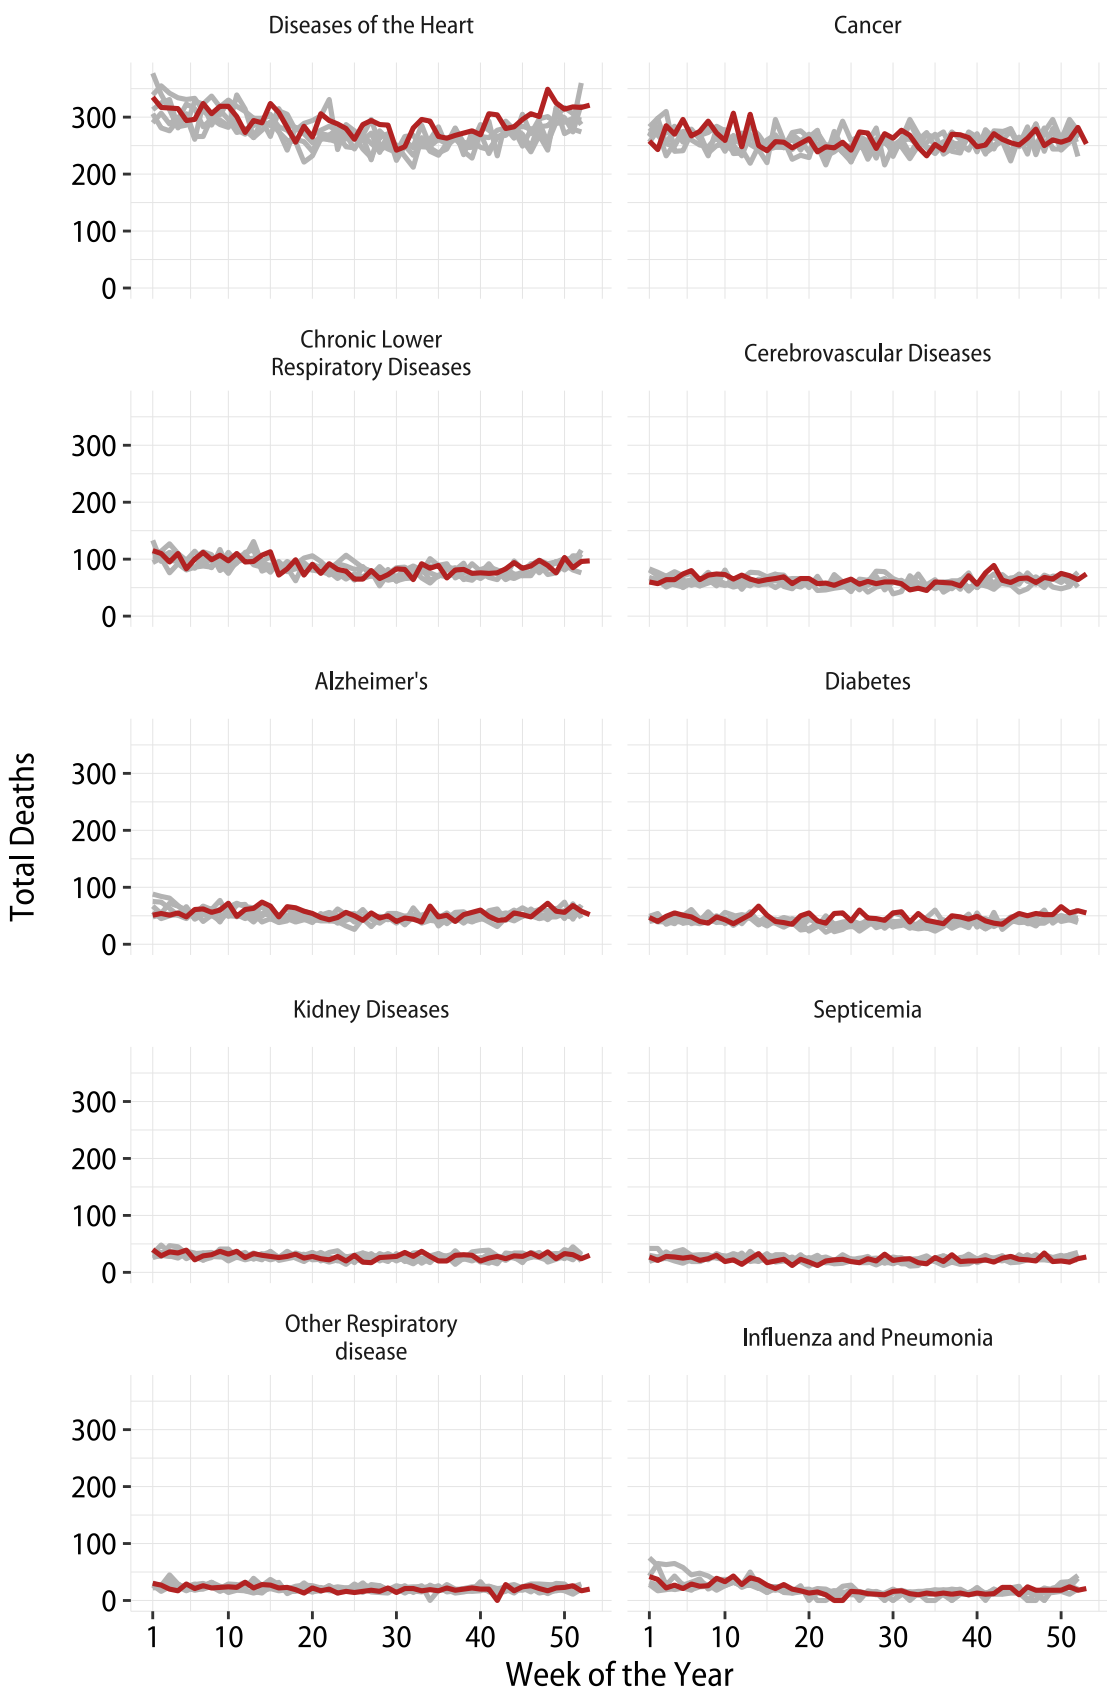 Diseases of the Heart
Cancer
300
200
100
0
Chronic Lower
Respiratory Diseases
Cerebrovascular Diseases
300
200
100
0
Alzheimer's
Diabetes
300
200
100
0
Total Deaths
Kidney Diseases
Septicemia
300
200
100
0
Other Respiratory
disease
Influenza and Pneumonia
300
200
100
0
1 10 20 30 40 50
1 10 20 30 40 50
Week of the Year